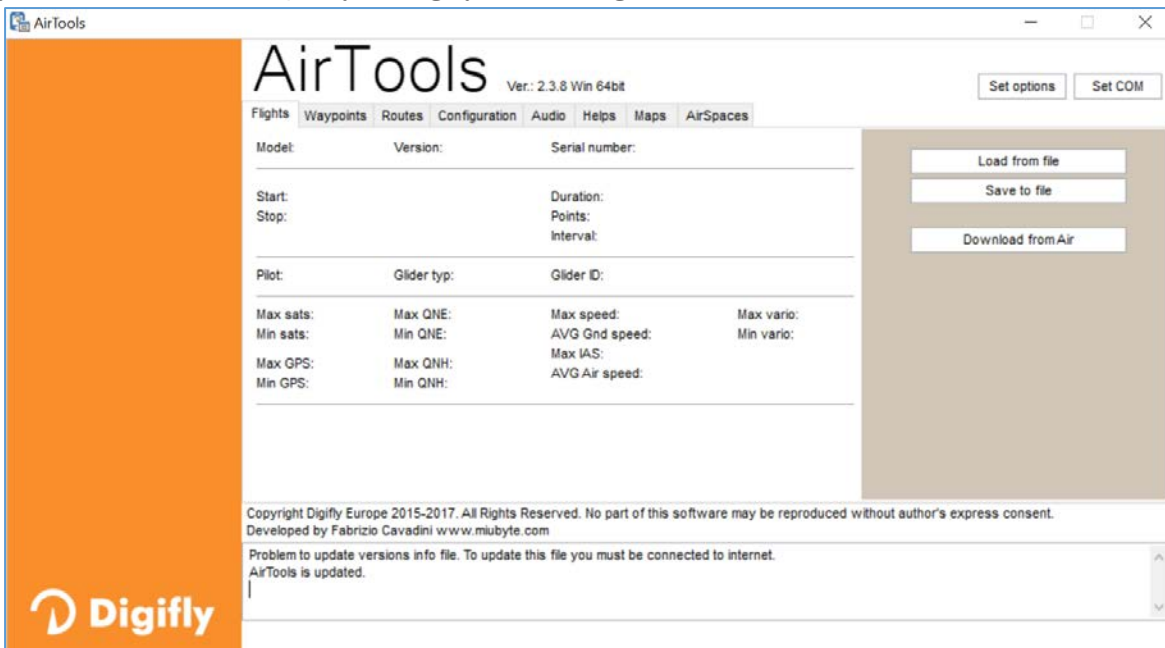 AirTools
AirTools Ver.: 2.3.8 Win 64bit
Set options Set COM
Flights Waypoints Routes Configuration Audio Helps Maps AirSpaces
Model: Version: Serial number:
Load from file
Save to file
Start: Duration:
Stop: Points:
Interval:
Download from Air
Pilot: Glider typ: Glider ID:
Max sats: Max QNE: Max speed: Max vario:
Min sats: Min QNE: AVG Gnd speed: Min vario:
Max GPS: Max QNH: Max IAS:
Min GPS: Min QNH: AVG Air speed:
Copyright Digifly Europe 2015-2017. All Rights Reserved. No part of this software may be reproduced without author's express consent.
Developed by Fabrizio Cavadini www.miubyte.com
Problem to update versions info file. To update this file you must be connected to internet.
AirTools is updated.
Digifly